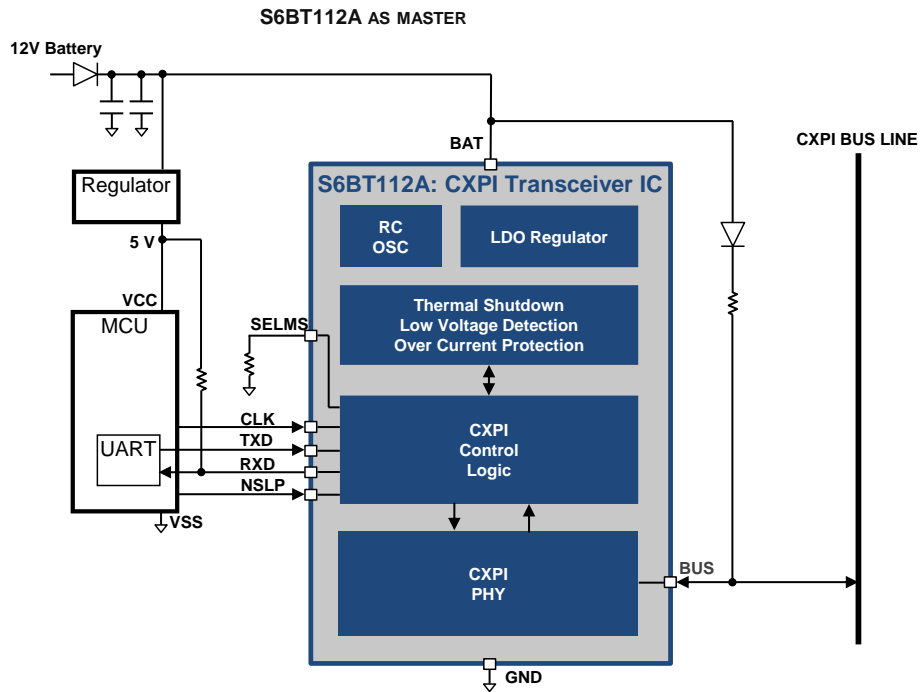 S6BT112A AS MASTER
12V Battery
CXPI BUS LINE
BAT
S6BT112A: CXPI Transceiver IC
Regulator
RC
OSC
LDO Regulator
5 V
VCC
MCU
SELMS
Thermal Shutdown
Low Voltage Detection
Over Current Protection
CLK
TXD
RXD
NSLP
UART
CXPI
Control
Logic
VSS
CXPI
PHY
BUS
GND